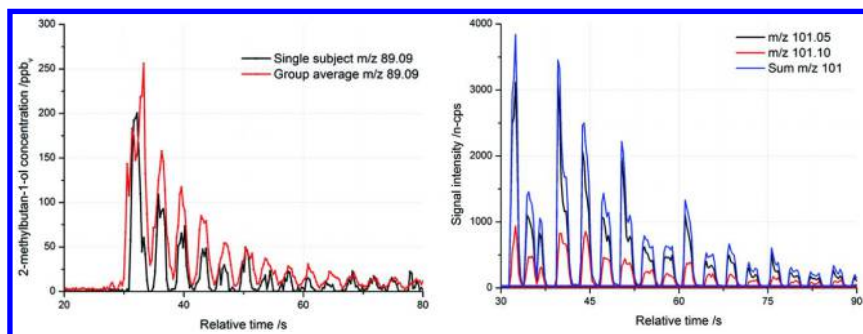 300
250
200
150
100
50
0
2-methylbutan-1-ol concentration /ppbv
Single subject m/z 89.09
Group average m/z 89.09
20 40 60 80
Relative time /s
4000
3000
2000
1000
0
Signal intensity /n-cps
m/z 101.05
m/z 101.10
Sum m/z 101
30 45 60 75 90
Relative time /s